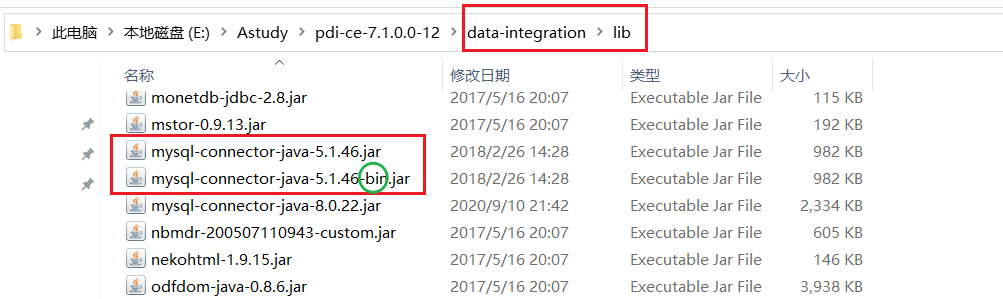 此电脑 > 本地磁盘 (E:) > Astudy > pdi-ce-7.1.0.0-12 > data-integration > lib
名称 修改日期 类型 大小
monetdb-jdbc-2.8.jar 2017/5/16 20:07 Executable Jar File 115 KB
mstor-0.9.13.jar 2017/5/16 20:07 Executable Jar File 192 KB
mysql-connector-java-5.1.46.jar 2018/2/26 14:28 Executable Jar File 982 KB
mysql-connector-java-5.1.46-bin.jar 2018/2/26 14:28 Executable Jar File 982 KB
mysql-connector-java-8.0.22.jar 2020/9/10 21:42 Executable Jar File 2,334 KB
nbmdr-200507110943-custom.jar 2017/5/16 20:07 Executable Jar File 605 KB
nekohtml-1.9.15.jar 2017/5/16 20:07 Executable Jar File 146 KB
odfdom-java-0.8.6.jar 2017/5/16 20:07 Executable Jar File 3,938 KB